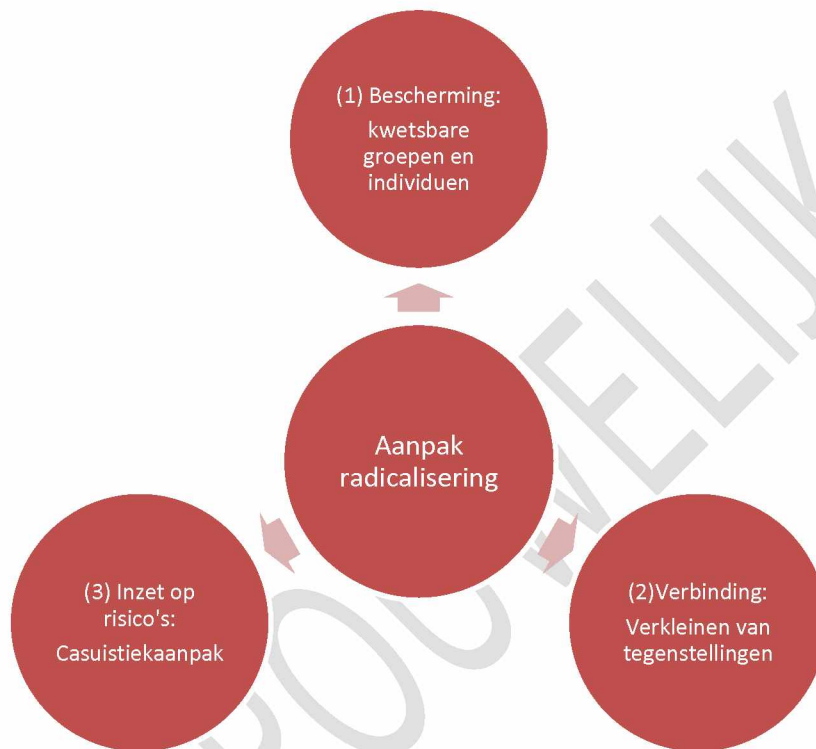 (1) Bescherming:
kwetsbare
groepen en
individuen
Aanpak
radicalisering
(3) Inzet op
risico's:
Casuistiekaanpak
(2)Verbinding:
Verkleinen van
tegenstellingen